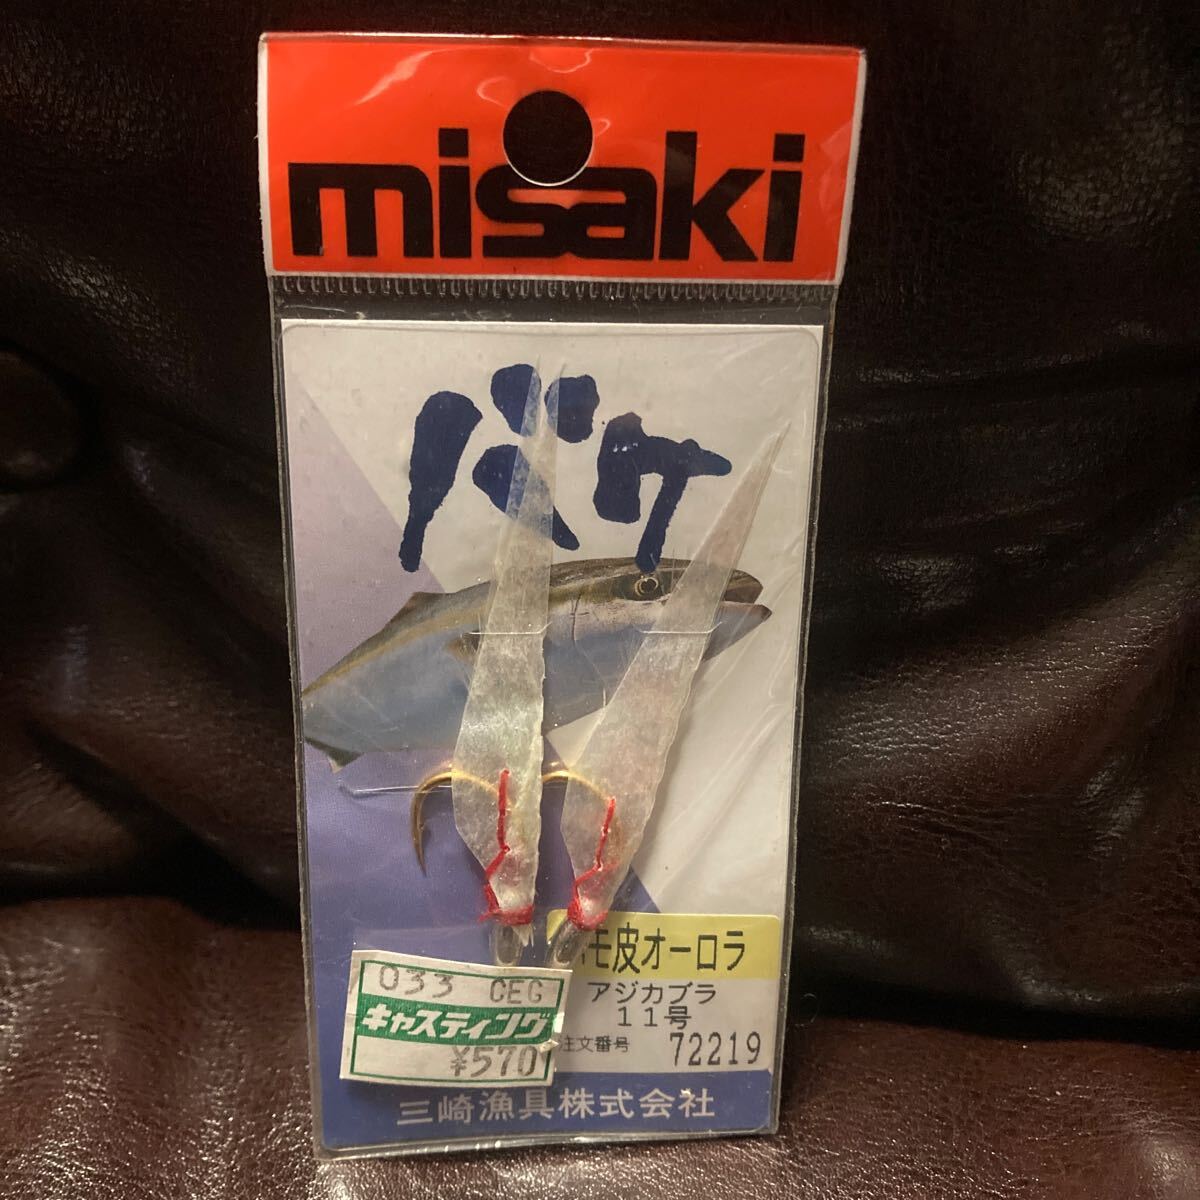 misaki
バケ
モ皮オーロラ
アジカブラ
11号
注文番号 72219
033 CEG
キャスティング
¥570
三崎漁具株式会社